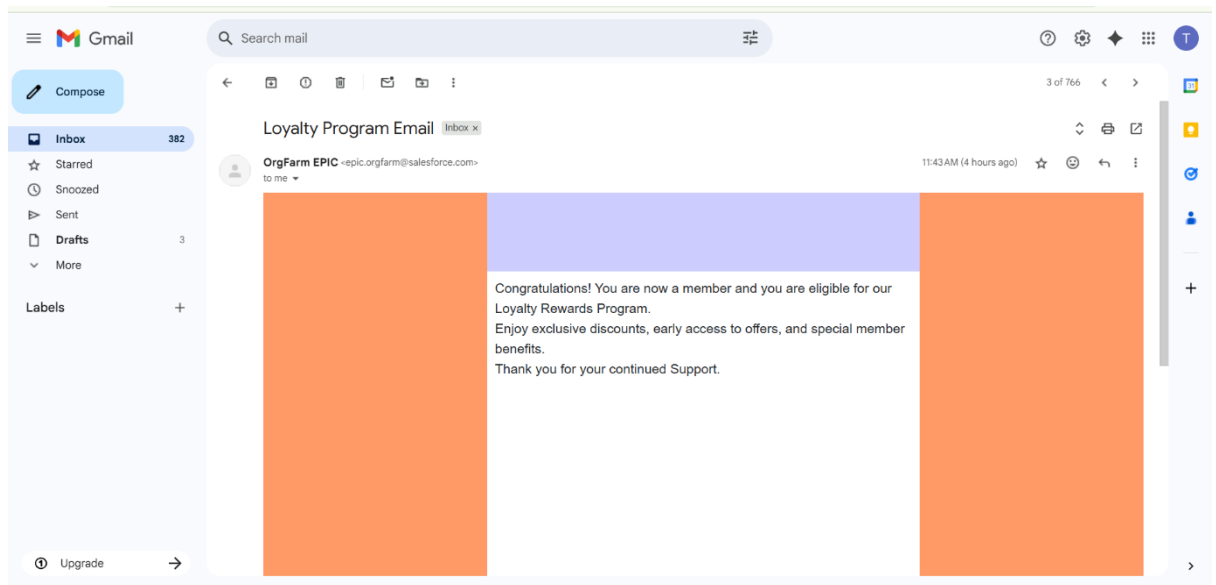 Gmail
Search mail
T
Compose
3 of 766
31
Loyalty Program Email Inbox x
Inbox 382
OrgFarm EPIC <epic.orgfarm@salesforce.com>
11:43 AM (4 hours ago)
to me
Starred
Snoozed
Sent
Drafts 3
More
Labels
Congratulations! You are now a member and you are eligible for our
Loyalty Rewards Program.
Enjoy exclusive discounts, early access to offers, and special member
benefits.
Thank you for your continued Support.
Upgrade